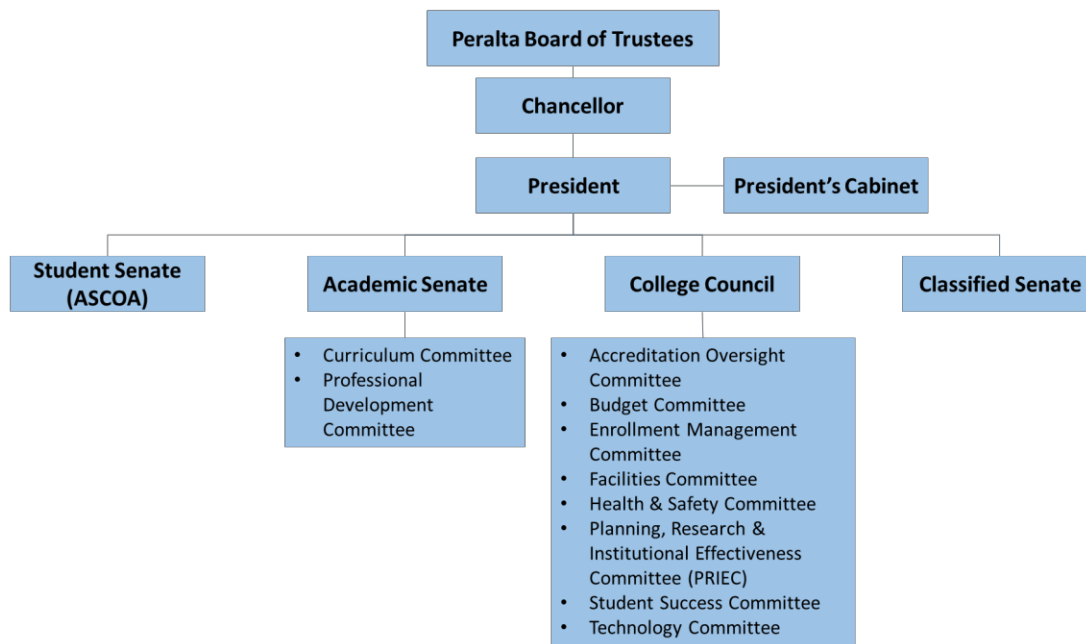 Peralta Board of Trustees
Chancellor
President
President’s Cabinet
Student Senate
(ASCOA)
Academic Senate
College Council
Classified Senate
• Curriculum Committee
• Professional
Development
Committee
• Accreditation Oversight
Committee
• Budget Committee
• Enrollment Management
Committee
• Facilities Committee
• Health & Safety Committee
• Planning, Research &
Institutional Effectiveness
Committee (PRIEC)
• Student Success Committee
• Technology Committee